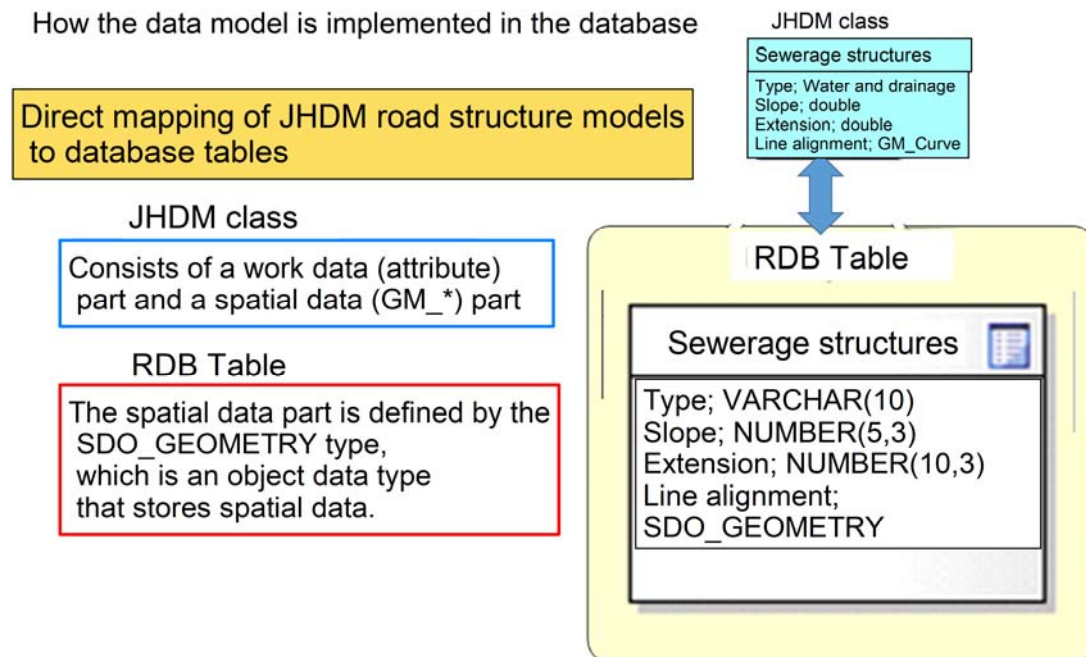 How the data model is implemented in the database
Direct mapping of JHDM road structure models
to database tables
JHDM class
Consists of a work data (attribute)
part and a spatial data (GM_*) part
RDB Table
The spatial data part is defined by the
SDO_GEOMETRY type,
which is an object data type
that stores spatial data.
JHDM class
Sewerage structures
Type; Water and drainage
Slope; double
Extension; double
Line alignment; GM_Curve
RDB Table
Sewerage structures
Type; VARCHAR(10)
Slope; NUMBER(5,3)
Extension; NUMBER(10,3)
Line alignment;
SDO_GEOMETRY